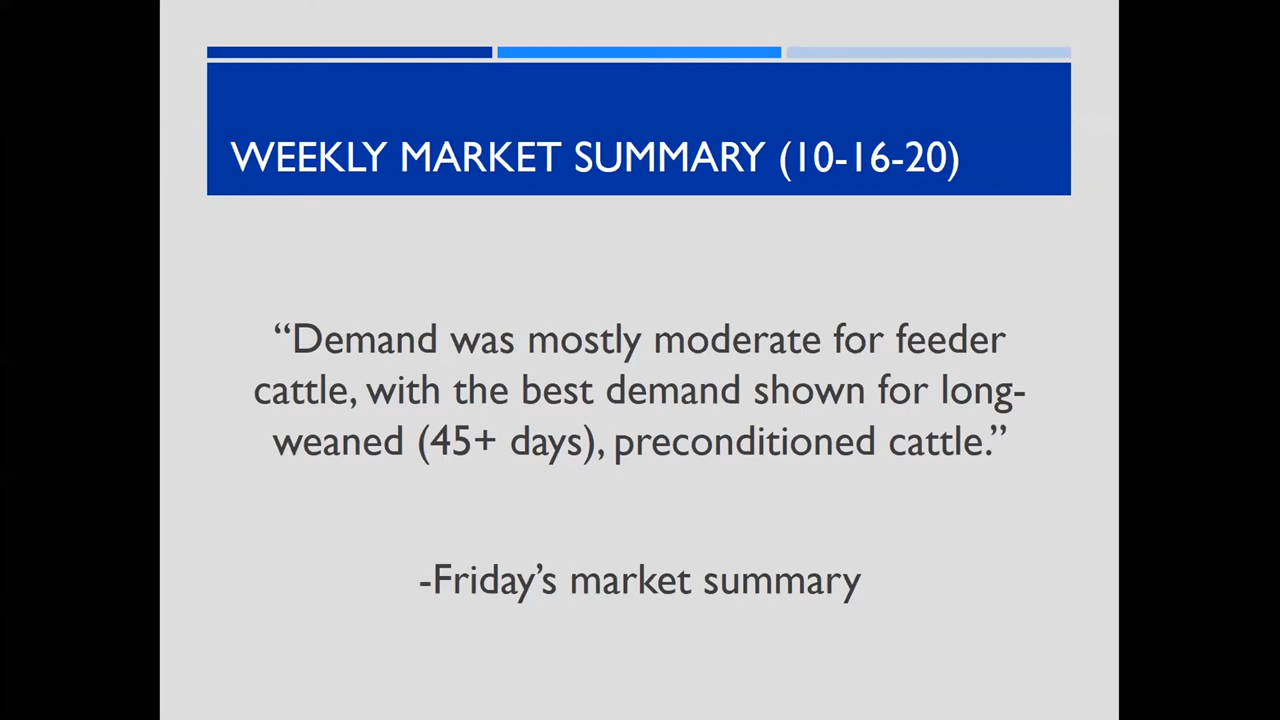 WEEKLY MARKET SUMMARY (10-16-20)
“Demand was mostly moderate for feeder
cattle, with the best demand shown for long-
weaned (45+ days), preconditioned cattle.”
-Friday’s market summary